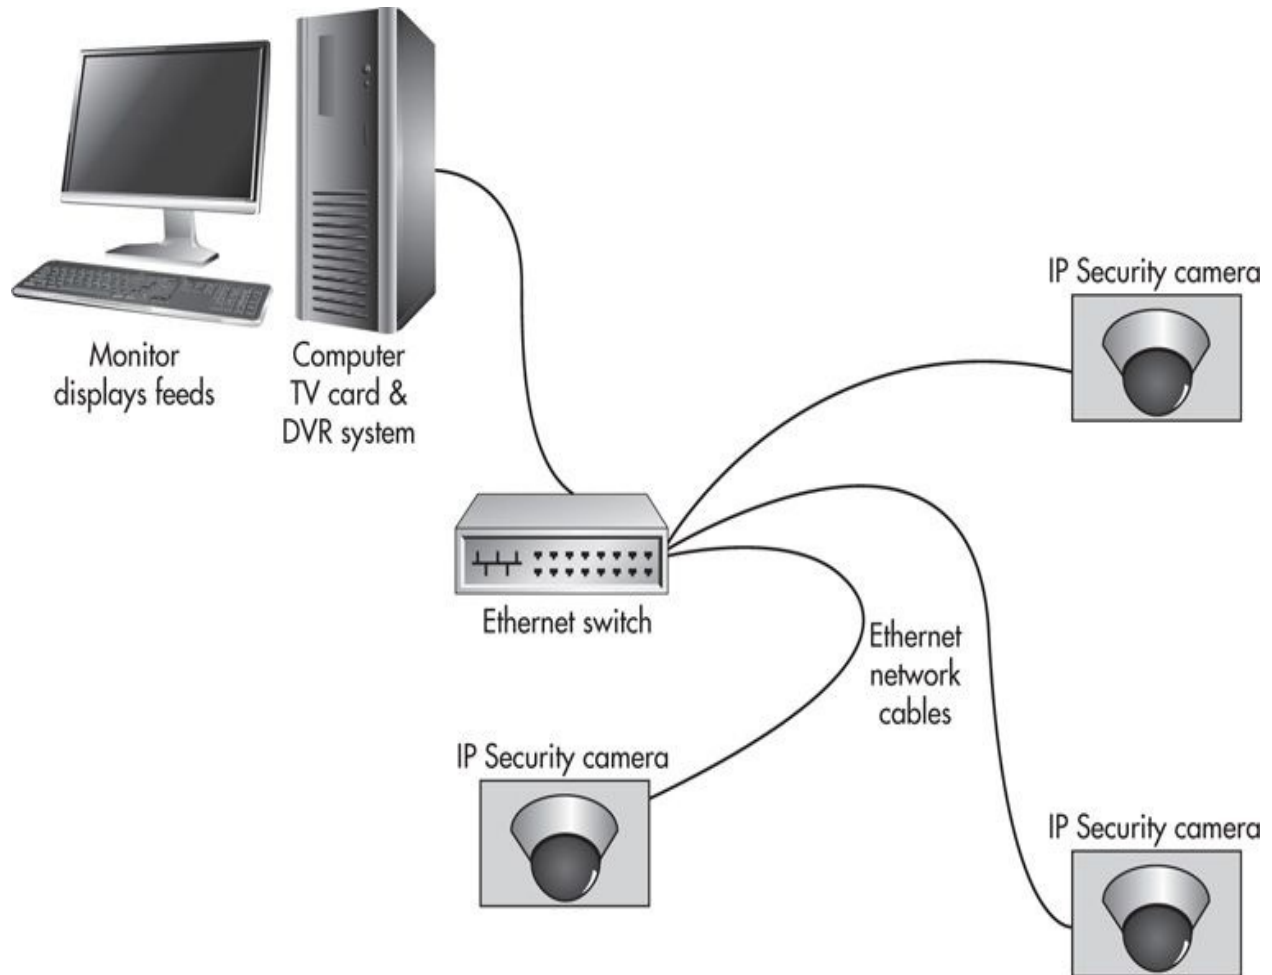 IP Security camera
Monitor
displays feeds
Computer
TV card &
DVR system
Ethernet switch
Ethernet
network
cables
IP Security camera
IP Security camera